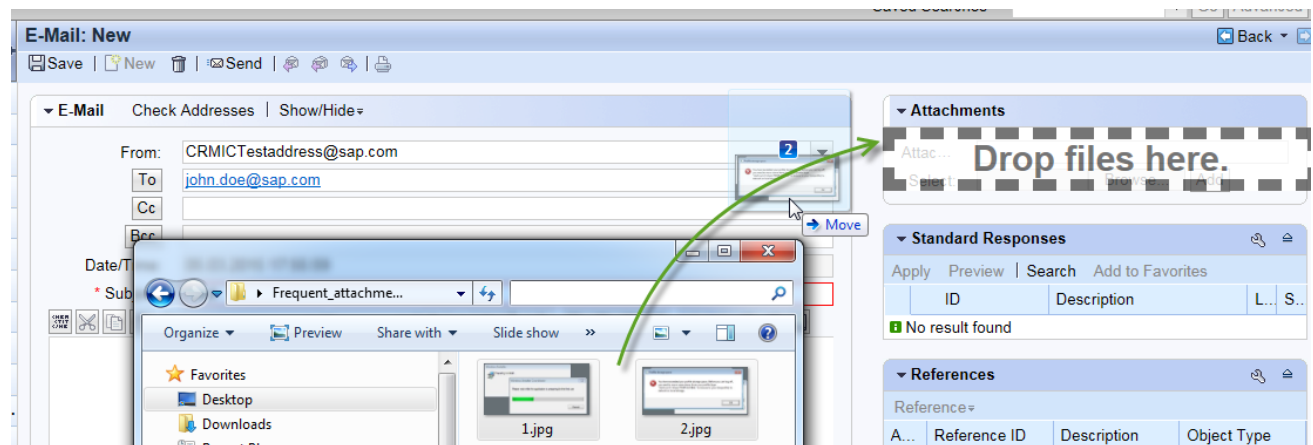 E-Mail: New
Back
Save | New | Send
E-Mail Check Addresses | Show/Hide
Attachments
From: CRMICTestaddress@sap.com
2
Attac...
Drop files here.
To john.doe@sap.com
Select: Browse... Add
Cc
Move
Bcc
Standard Responses
Date/T
Apply Preview | Search Add to Favorites
* Sub
Frequent_attachme...
ID Description L... S..
Organize Preview Share with Slide show »
No result found
Favorites
References
Desktop
Reference
Downloads
1.jpg 2.jpg
A... Reference ID Description Object Type